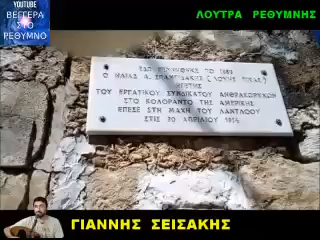 YOUTUBE
ΒΕΓΓΕΡΑ
ΣΤΟ
ΡΕΘΥΜΝΟ
ΛΟΥΤΡΑ ΡΕΘΥΜΝΗΣ
ΕΔΩ ΓΕΝΝΗΘΗΚΕ ΤΟ
Ο ΗΛΙΑΣ Α. ΣΠΑΝΤΙΔΑΚΗΣ (ΛΟΥΗΣ ΤΙΚΑΣ)
ΗΓΕΤΗΣ
ΤΟΥ ΕΡΓΑΤΙΚΟΥ ΣΥΝΔΙΚΑΤΟΥ ΑΝΘΡΑΚΩΡΥΧΩΝ
ΣΤΟ ΚΟΛΟΡΑΝΤΟ ΤΗΣ ΑΜΕΡΙΚΗΣ
ΕΠΕΣΕ ΣΤΗ ΜΑΧΗ ΤΟΥ ΛΑΝΤΛΟΟΥ
ΣΤΙΣ 20 ΑΠΡΙΛΙΟΥ 1914
ΓΙΑΝΝΗΣ ΣΕΙΣΑΚΗΣ